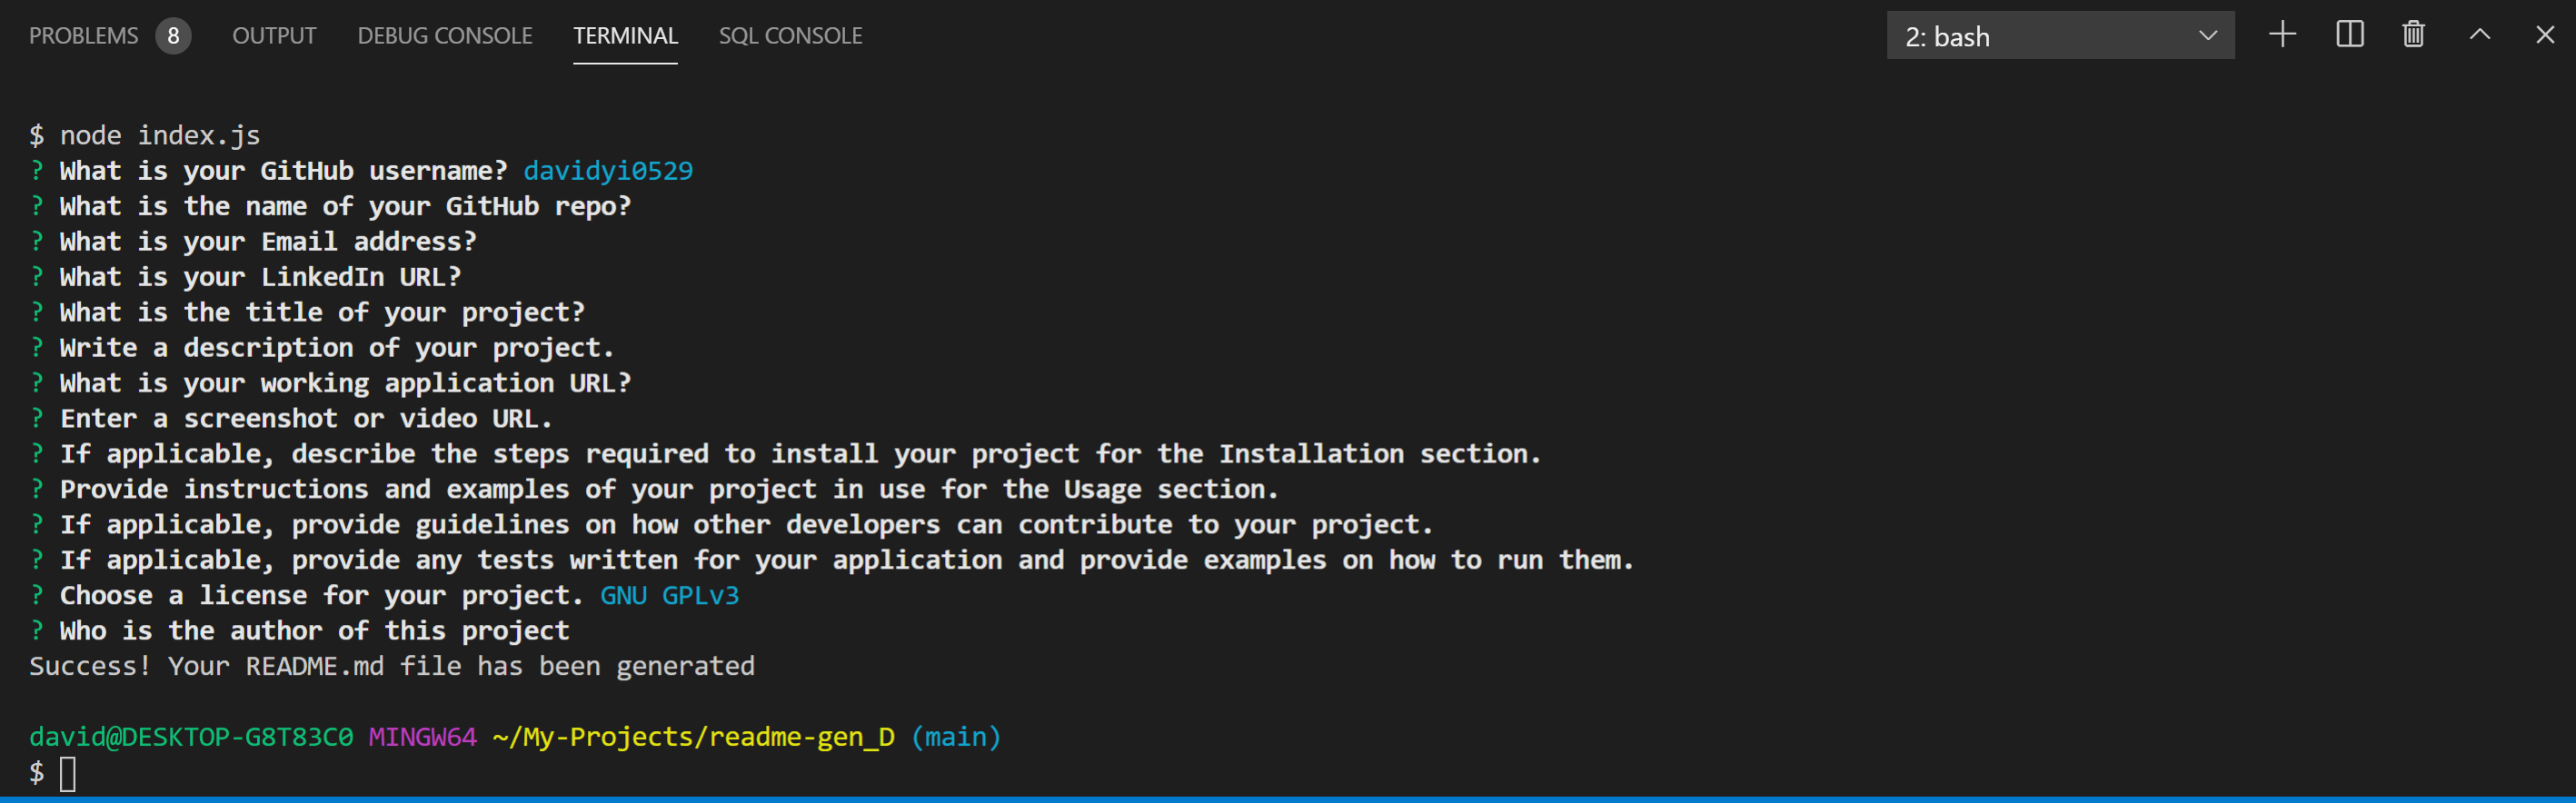 PROBLEMS 8 OUTPUT DEBUG CONSOLE TERMINAL SQL CONSOLE 2: bash
$ node index.js
? What is your GitHub username? davidyi0529
? What is the name of your GitHub repo?
? What is your Email address?
? What is your LinkedIn URL?
? What is the title of your project?
? Write a description of your project.
? What is your working application URL?
? Enter a screenshot or video URL.
? If applicable, describe the steps required to install your project for the Installation section.
? Provide instructions and examples of your project in use for the Usage section.
? If applicable, provide guidelines on how other developers can contribute to your project.
? If applicable, provide any tests written for your application and provide examples on how to run them.
? Choose a license for your project. GNU GPLv3
? Who is the author of this project
Success! Your README.md file has been generated
david@DESKTOP-G8T83C0 MINGW64 ~/My-Projects/readme-gen_D (main)
$